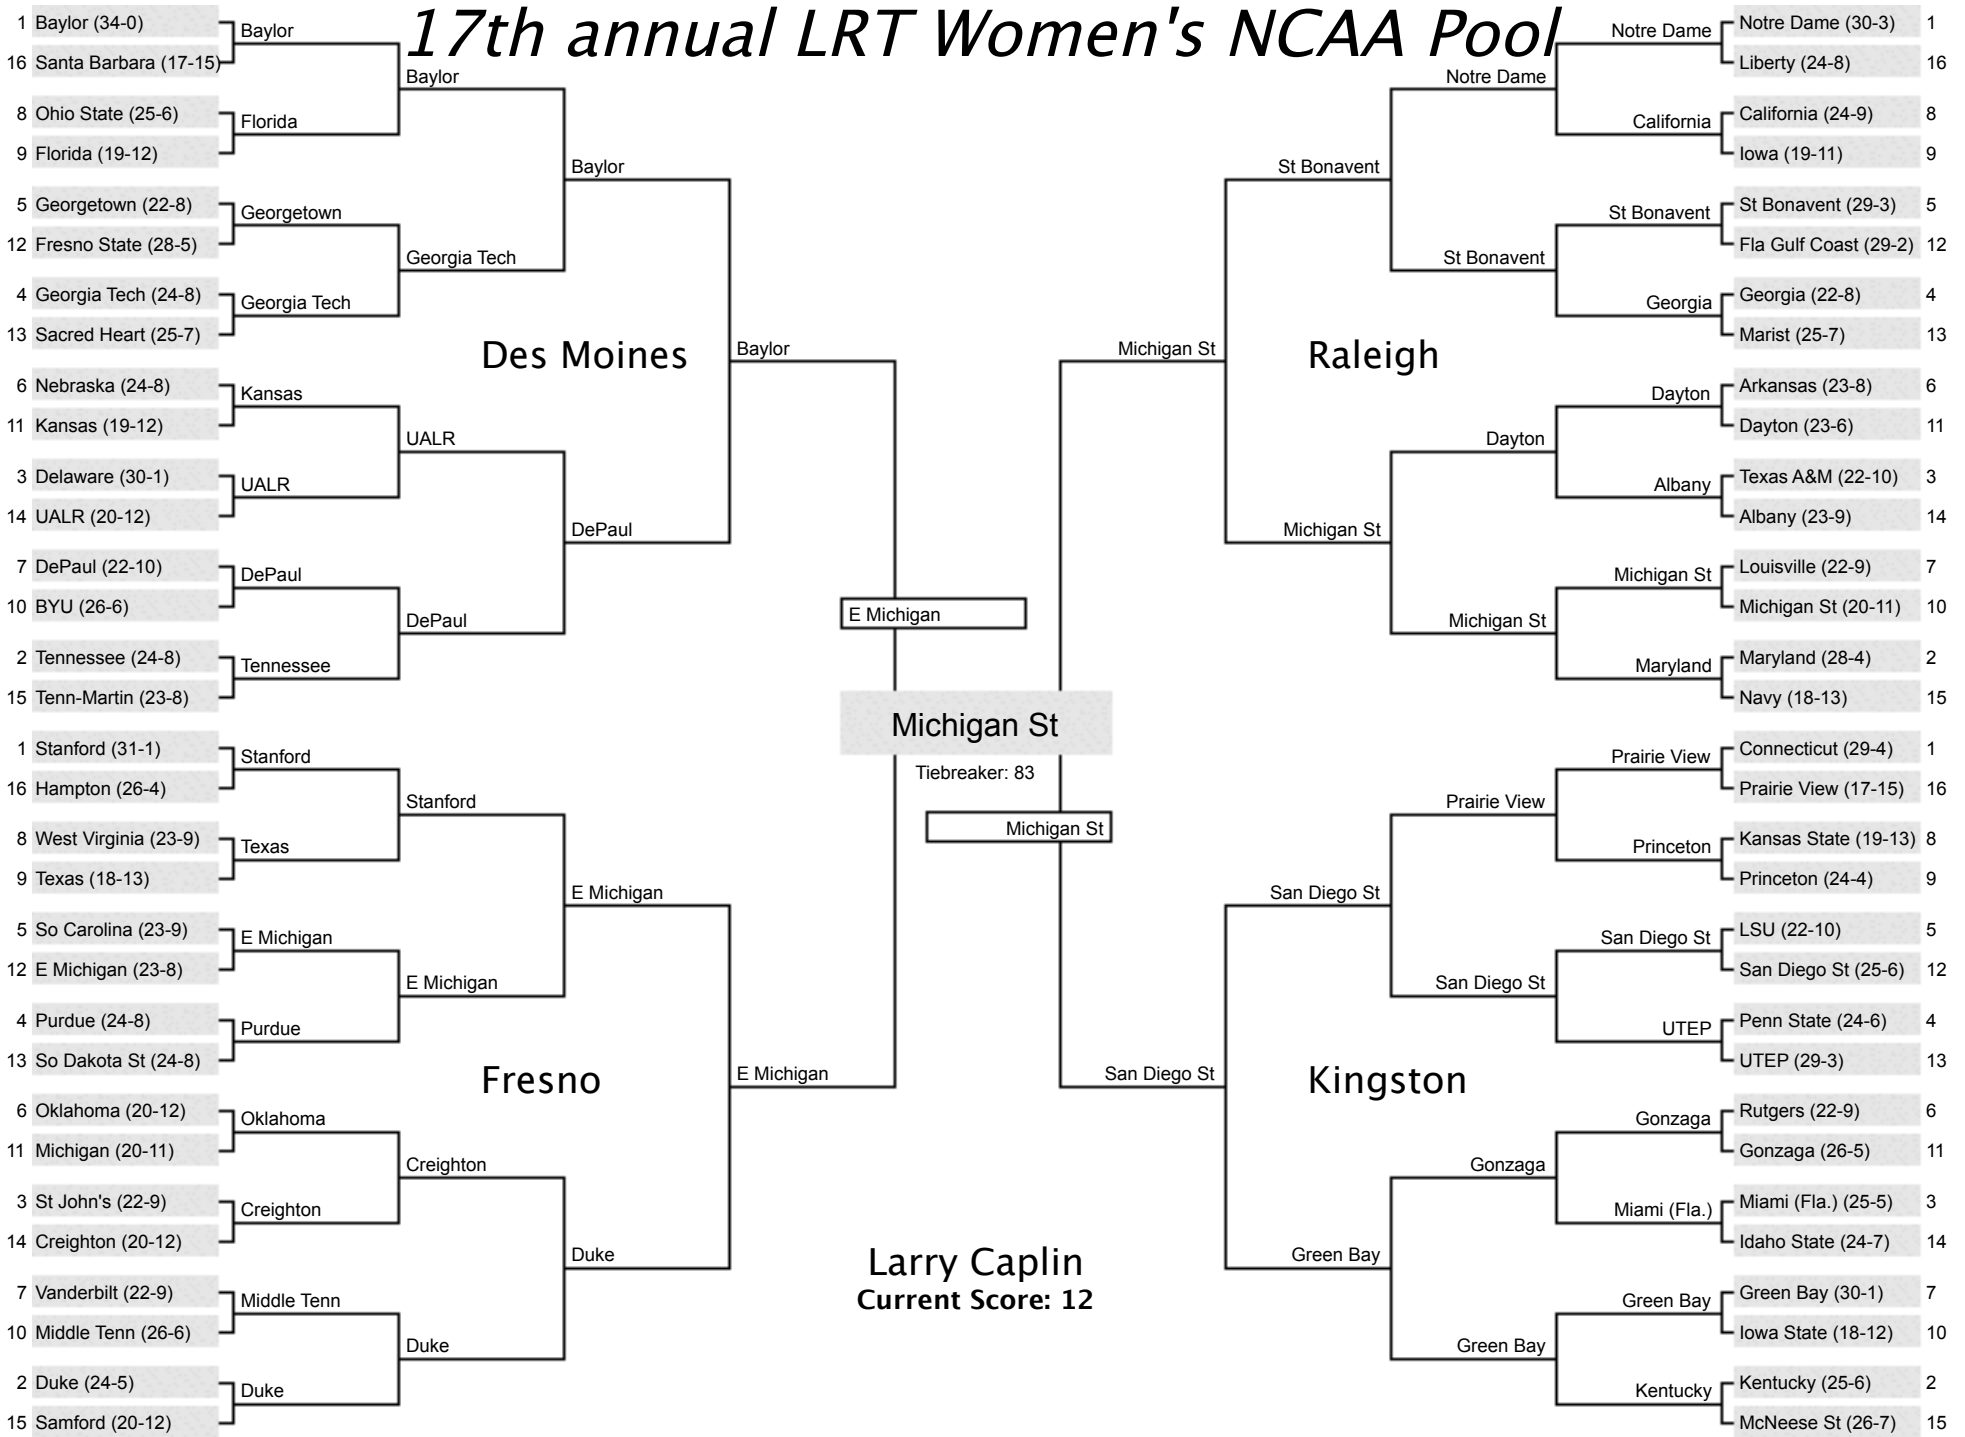 17th annual LRT Women's NCAA Pool
1 Baylor (34-0)
16 Santa Barbara (17-15)
8 Ohio State (25-6)
9 Florida (19-12)
5 Georgetown (22-8)
12 Fresno State (28-5)
4 Georgia Tech (24-8)
13 Sacred Heart (25-7)
6 Nebraska (24-8)
11 Kansas (19-12)
3 Delaware (30-1)
14 UALR (20-12)
7 DePaul (22-10)
10 BYU (26-6)
2 Tennessee (24-8)
15 Tenn-Martin (23-8)
Baylor
Florida
Georgetown
Georgia Tech
Kansas
UALR
DePaul
Tennessee
Baylor
Georgia Tech
UALR
DePaul
Baylor
DePaul
Des Moines
Baylor
1 Stanford (31-1)
16 Hampton (26-4)
8 West Virginia (23-9)
9 Texas (18-13)
5 So Carolina (23-9)
12 E Michigan (23-8)
4 Purdue (24-8)
13 So Dakota St (24-8)
6 Oklahoma (20-12)
11 Michigan (20-11)
3 St John's (22-9)
14 Creighton (20-12)
7 Vanderbilt (22-9)
10 Middle Tenn (26-6)
2 Duke (24-5)
15 Samford (20-12)
Stanford
Texas
E Michigan
Purdue
Oklahoma
Creighton
Middle Tenn
Duke
Stanford
E Michigan
Creighton
Duke
E Michigan
Duke
Fresno
E Michigan
E Michigan
Michigan St
Tiebreaker: 83
Michigan St
Larry Caplin
Current Score: 12
Notre Dame (30-3) 1
Liberty (24-8) 16
California (24-9) 8
Iowa (19-11) 9
St Bonavent (29-3) 5
Fla Gulf Coast (29-2) 12
Georgia (22-8) 4
Marist (25-7) 13
Arkansas (23-8) 6
Dayton (23-6) 11
Texas A&M (22-10) 3
Albany (23-9) 14
Louisville (22-9) 7
Michigan St (20-11) 10
Maryland (28-4) 2
Navy (18-13) 15
Notre Dame
California
St Bonavent
Georgia
Dayton
Albany
Michigan St
Maryland
Notre Dame
St Bonavent
Dayton
Michigan St
St Bonavent
Michigan St
Raleigh
Michigan St
Connecticut (29-4) 1
Prairie View (17-15) 16
Kansas State (19-13) 8
Princeton (24-4) 9
LSU (22-10) 5
San Diego St (25-6) 12
Penn State (24-6) 4
UTEP (29-3) 13
Rutgers (22-9) 6
Gonzaga (26-5) 11
Miami (Fla.) (25-5) 3
Idaho State (24-7) 14
Green Bay (30-1) 7
Iowa State (18-12) 10
Kentucky (25-6) 2
McNeese St (26-7) 15
Prairie View
Princeton
San Diego St
UTEP
Gonzaga
Miami (Fla.)
Green Bay
Kentucky
Prairie View
San Diego St
Gonzaga
Green Bay
San Diego St
Green Bay
Kingston
San Diego St